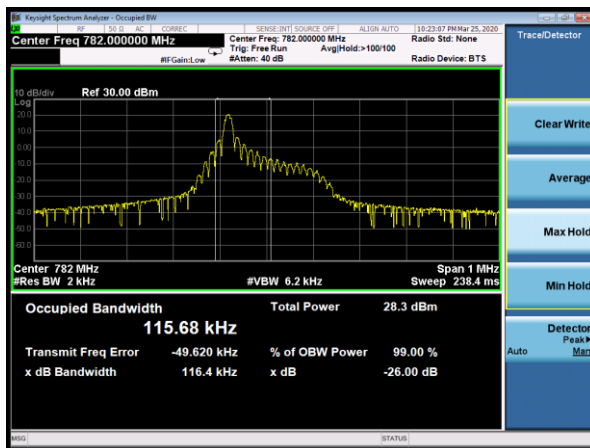 Keysight Spectrum Analyzer - Occupied BW
RF 50 Ω AC CORREC SENSE:INT SOURCE OFF ALIGN AUTO 10:23:07 PM Mar 25, 2020
Center Freq 782.000000 MHz Center Freq: 782.000000 MHz Radio Std: None Trace/Detector
Trig: Free Run Avg|Hold:>100/100
#IFGain:Low #Atten: 40 dB Radio Device: BTS
10 dB/div Ref 30.00 dBm
Log
20.0
10.0
0.00
-10.0
-20.0
-30.0
-40.0
-50.0
-60.0
Clear Write
Average
Max Hold
Min Hold
Center 782 MHz Span 1 MHz
#Res BW 2 kHz #VBW 6.2 kHz Sweep 238.4 ms
Occupied Bandwidth Total Power 28.3 dBm
115.68 kHz
Transmit Freq Error -49.620 kHz % of OBW Power 99.00 %
x dB Bandwidth 116.4 kHz x dB -26.00 dB
Detector
Peak
Auto Man
MSG STATUS